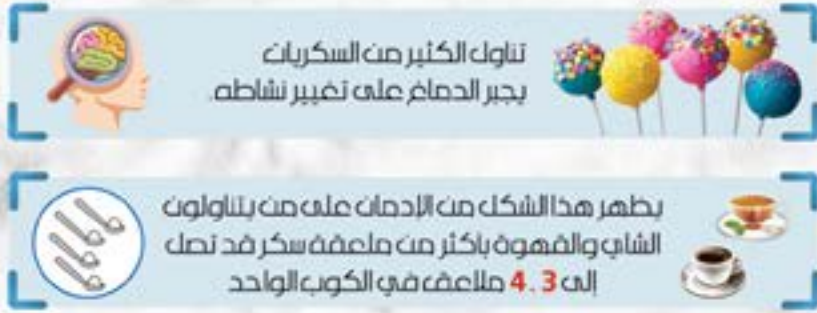 تناول الكثير من السكريات
يجبر الدماغ على تغيير نشاطه.
يظهر هذا الشكل من الإدمان على من يتناولون
الشاي والقهوة باكثر من ملعقة سكر قد تصل
إلى 4.3 ملاعق في الكوب الواحد